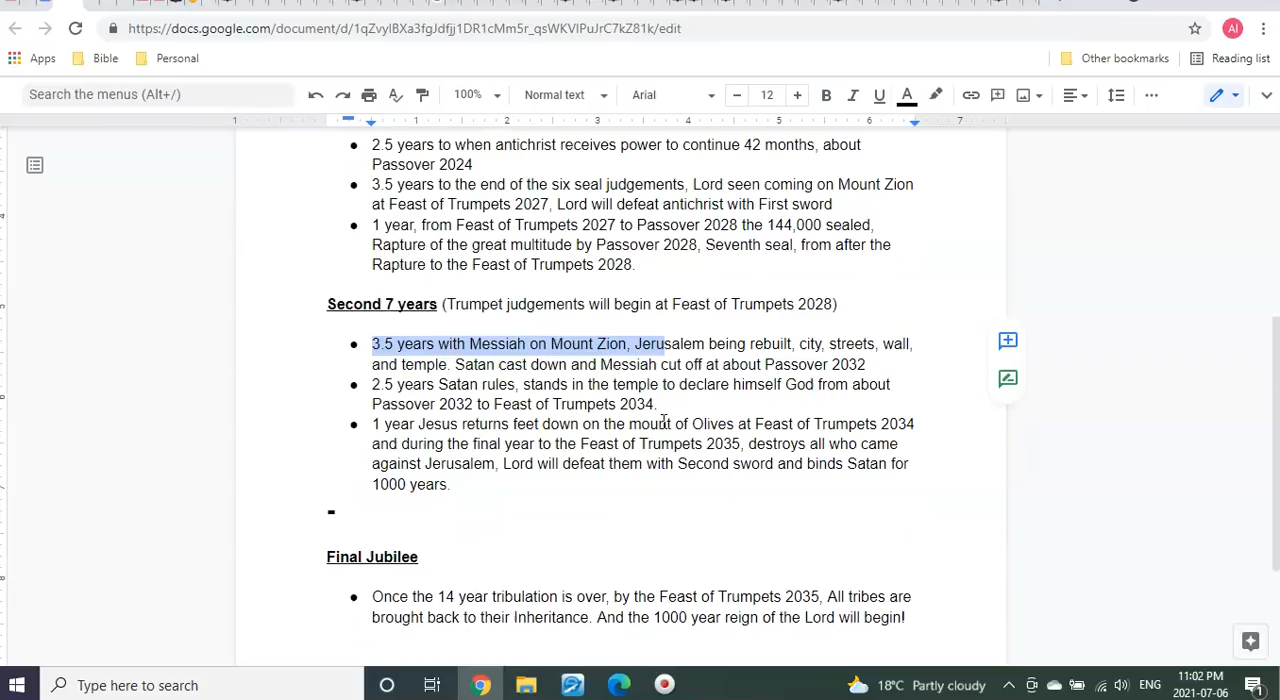 https://docs.google.com/document/d/1qZvylBXa3fgJdfjj1DR1cMm5r_qsWKVlPuJrC7kZ81k/edit
AI
Apps
Bible
Personal
Other bookmarks
Reading list
Search the menus (Alt+/)
100%
Normal text
Arial
12
1 1 2 3 4 5 6 7
2.5 years to when antichrist receives power to continue 42 months, about
Passover 2024
3.5 years to the end of the six seal judgements, Lord seen coming on Mount Zion
at Feast of Trumpets 2027, Lord will defeat antichrist with First sword
1 year, from Feast of Trumpets 2027 to Passover 2028 the 144,000 sealed,
Rapture of the great multitude by Passover 2028, Seventh seal, from after the
Rapture to the Feast of Trumpets 2028.
Second 7 years (Trumpet judgements will begin at Feast of Trumpets 2028)
3.5 years with Messiah on Mount Zion, Jerusalem being rebuilt, city, streets, wall,
and temple. Satan cast down and Messiah cut off at about Passover 2032
2.5 years Satan rules, stands in the temple to declare himself God from about
Passover 2032 to Feast of Trumpets 2034.
1 year Jesus returns feet down on the mount of Olives at Feast of Trumpets 2034
and during the final year to the Feast of Trumpets 2035, destroys all who came
against Jerusalem, Lord will defeat them with Second sword and binds Satan for
1000 years.
-
Final Jubilee
Once the 14 year tribulation is over, by the Feast of Trumpets 2035, All tribes are
brought back to their Inheritance. And the 1000 year reign of the Lord will begin!
Type here to search
18°C Partly cloudy
ENG
11:02 PM
2021-07-06